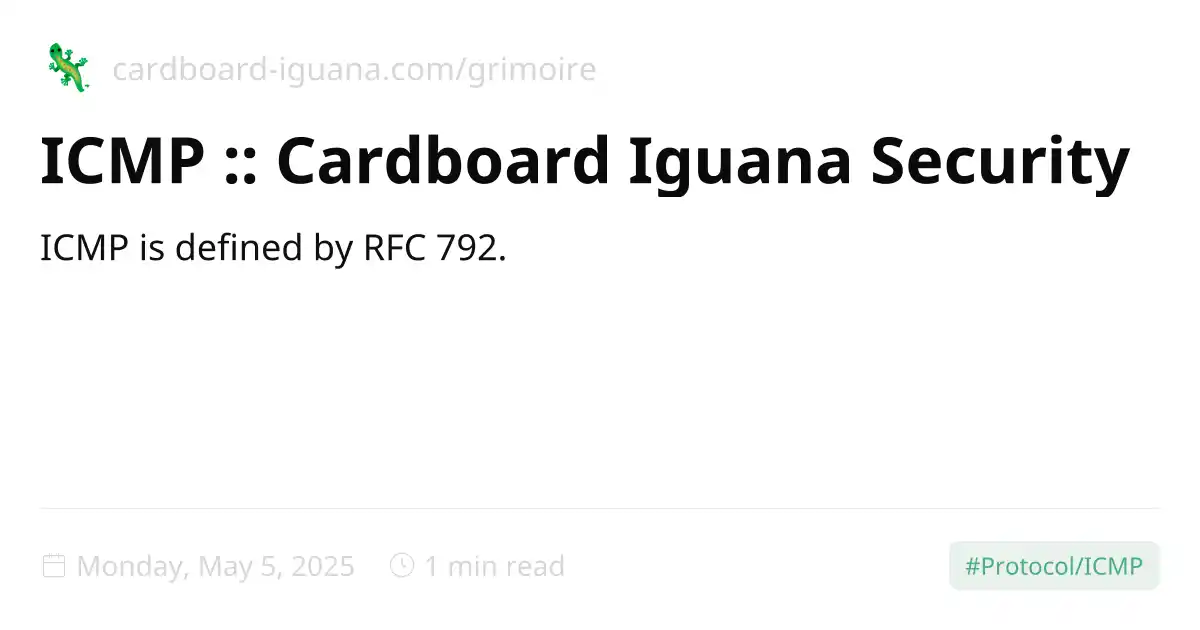 cardboard-iguana.com/grimoire
ICMP :: Cardboard Iguana Security
ICMP is defined by RFC 792.
Monday, May 5, 2025 1 min read #Protocol/ICMP